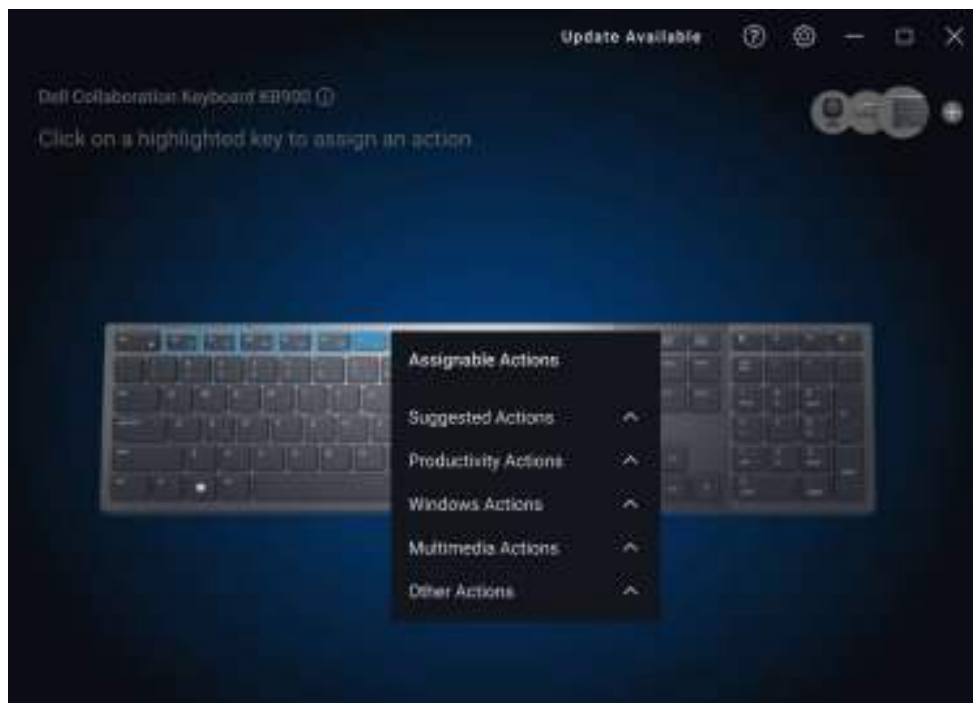 Update Available
Dell Collaboration Keyboard KB900
Click on a highlighted key to assign an action
Assignable Actions
Suggested Actions
Productivity Actions
Windows Actions
Multimedia Actions
Other Actions